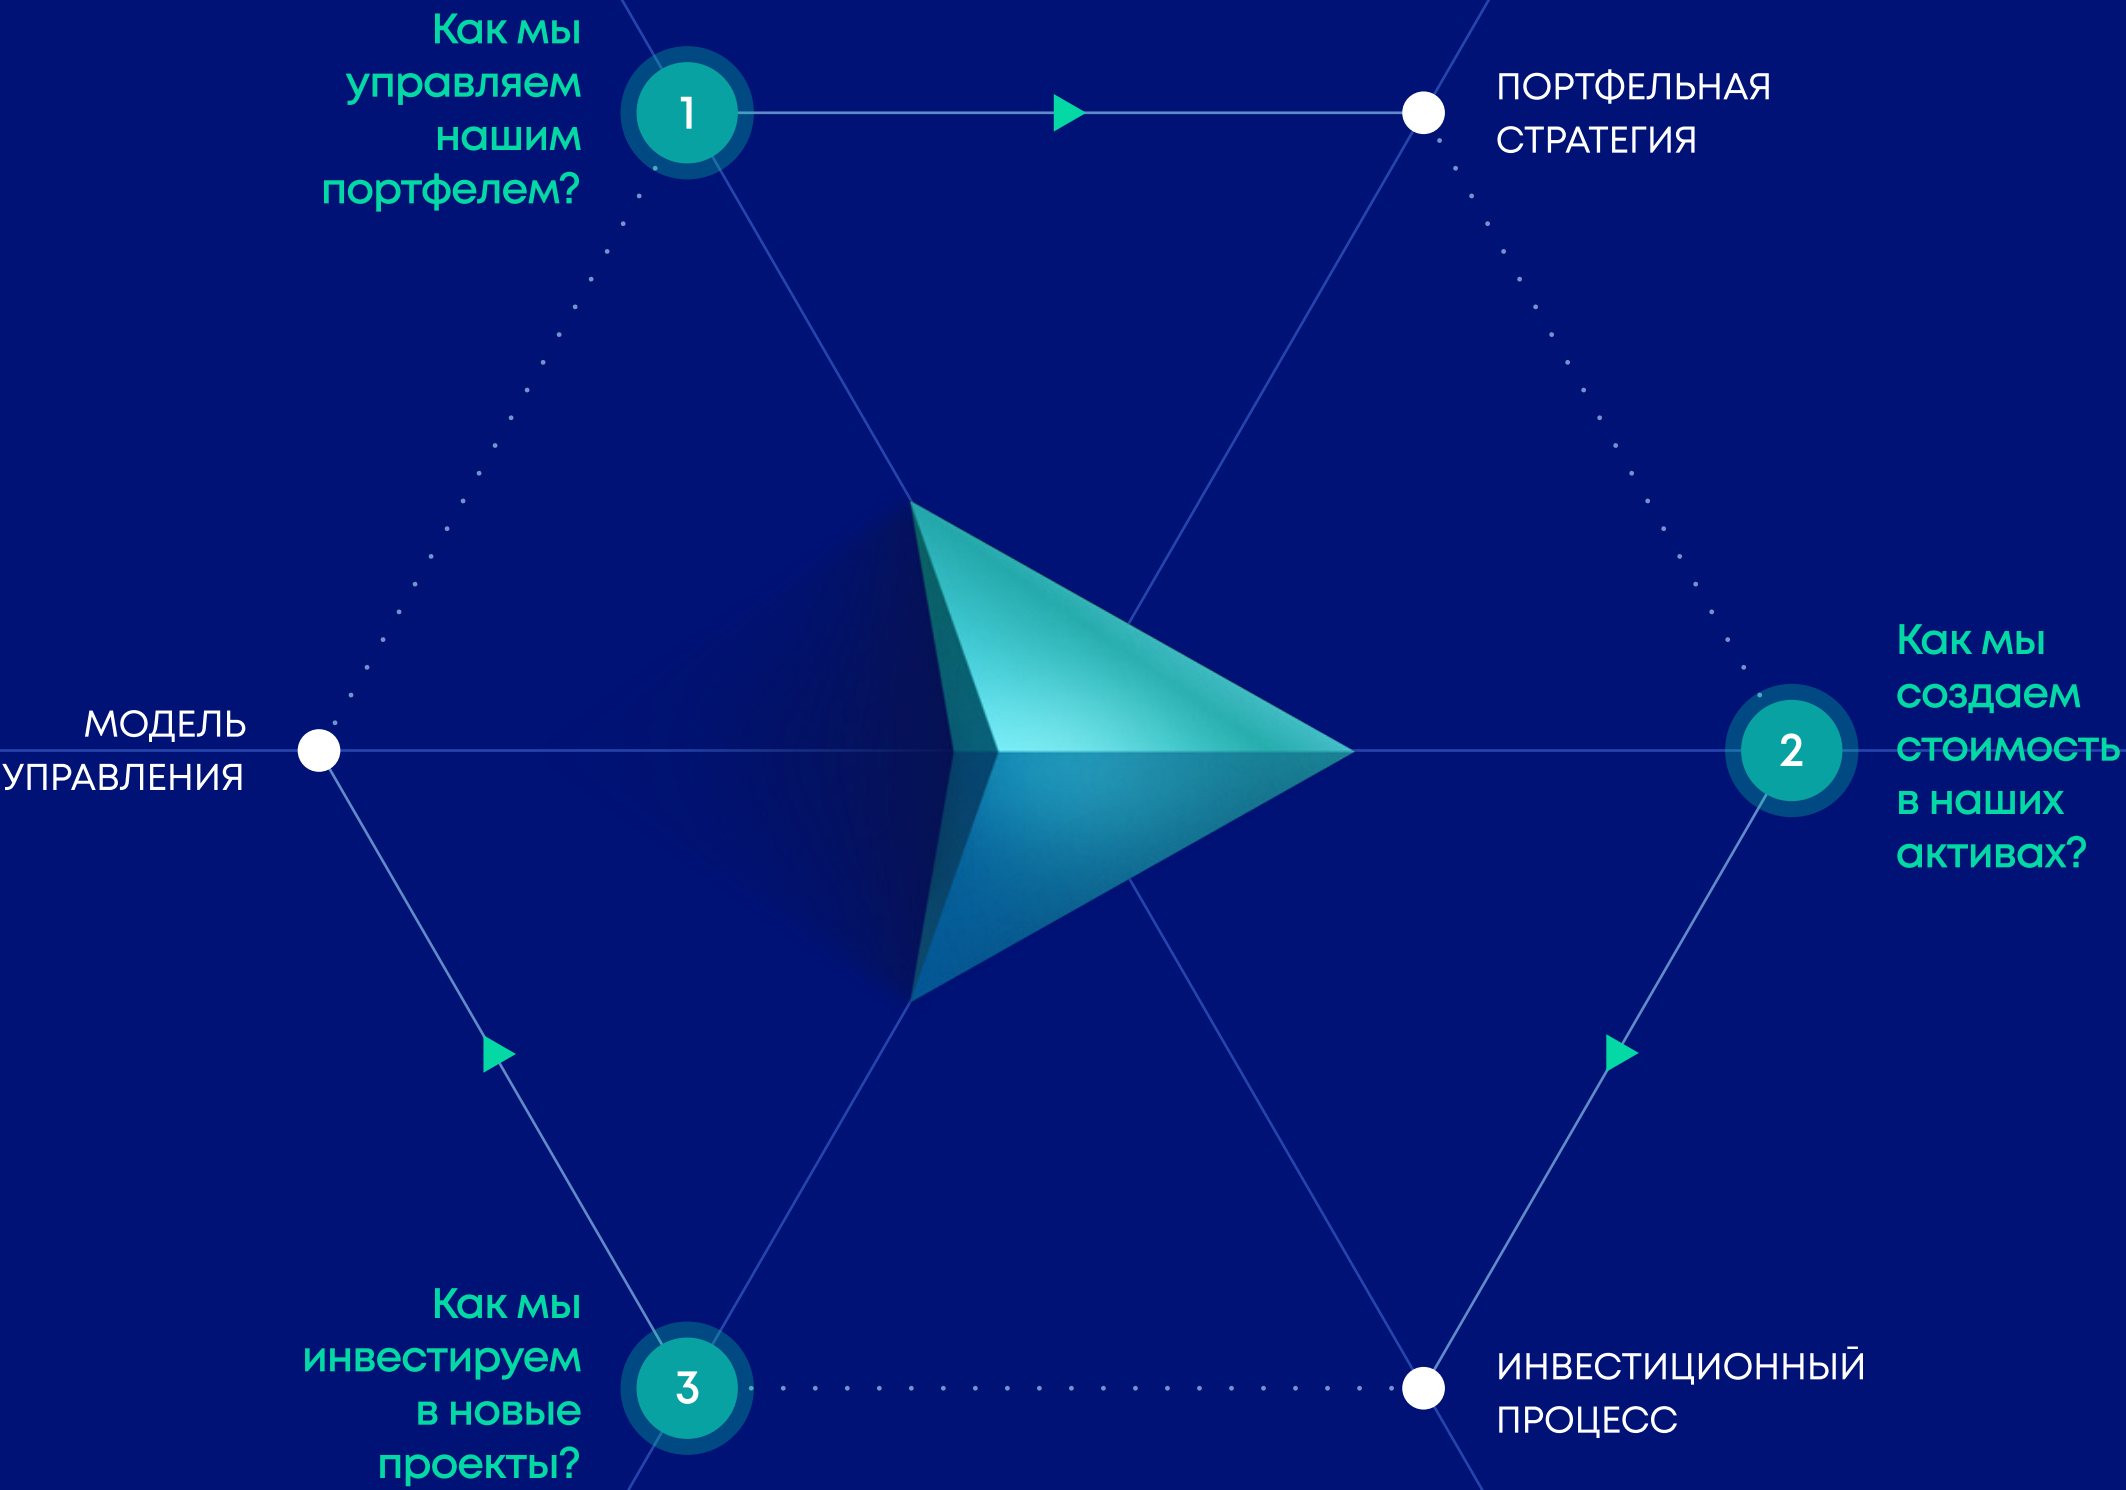 Как мы
управляем
нашим
портфелем?
1
ПОРТФЕЛЬНАЯ
СТРАТЕГИЯ
Как мы
создаем
стоимость
в наших
активах?
2
МОДЕЛЬ
УПРАВЛЕНИЯ
Как мы
инвестируем
в новые
проекты?
3
ИНВЕСТИЦИОННЫЙ
ПРОЦЕСС